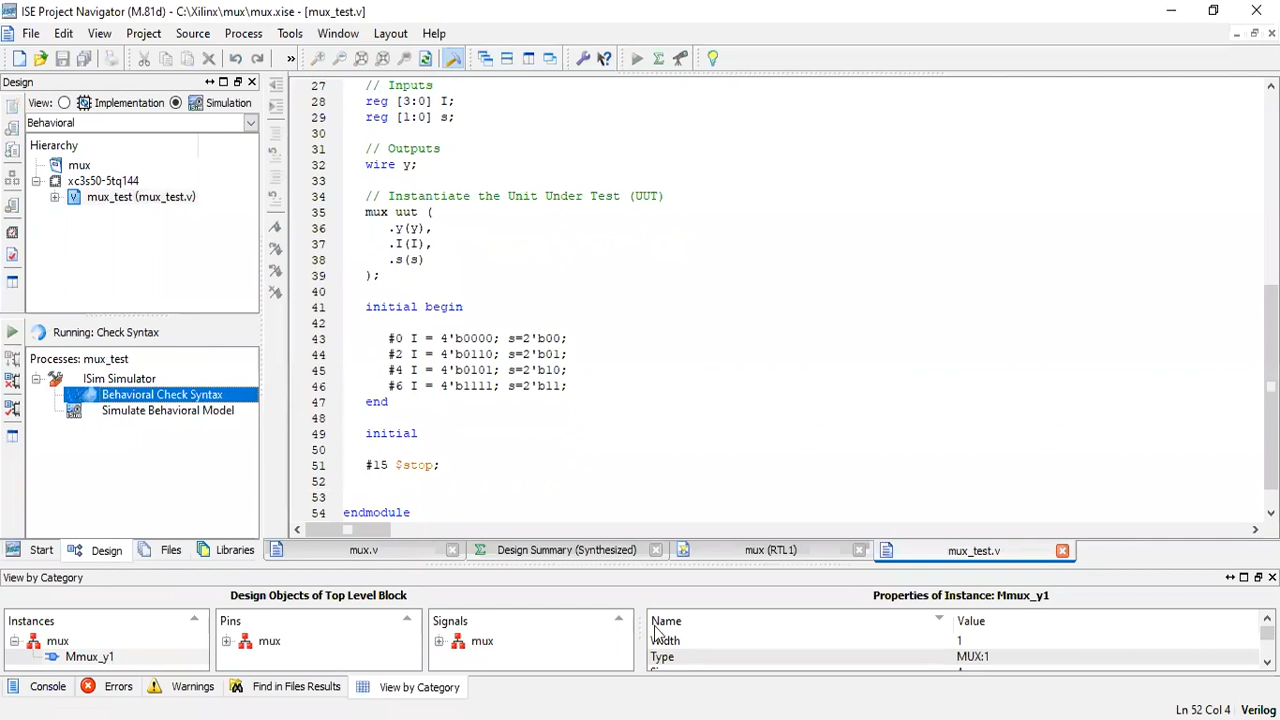 ISE Project Navigator (M.81d) - C:\Xilinx\mux\mux.xise - [mux_test.v]
File Edit View Project Source Process Tools Window Layout Help
»
Design
View: Implementation Simulation
Behavioral
Hierarchy
mux
xc3s50-5tq144
mux_test (mux_test.v)
Running: Check Syntax
Processes: mux_test
ISim Simulator
Behavioral Check Syntax
Simulate Behavioral Model
Start Design Files Libraries
27 // Inputs
28 reg [3:0] I;
29 reg [1:0] s;
30
31 // Outputs
32 wire y;
33
34 // Instantiate the Unit Under Test (UUT)
35 mux uut (
36 .y(y),
37 .I(I),
38 .s(s)
39 );
40
41 initial begin
42
43 #0 I = 4'b0000; s=2'b00;
44 #2 I = 4'b0110; s=2'b01;
45 #4 I = 4'b0101; s=2'b10;
46 #6 I = 4'b1111; s=2'b11;
47 end
48
49 initial
50
51 #15 $stop;
52
53
54 endmodule
mux.v Design Summary (Synthesized) mux (RTL1) mux_test.v
View by Category
Design Objects of Top Level Block Properties of Instance: Mmux_y1
Instances Pins Signals Name Value
mux mux mux Width 1
Mmux_y1 Type MUX:1
Console Errors Warnings Find in Files Results View by Category
Ln 52 Col 4 Verilog